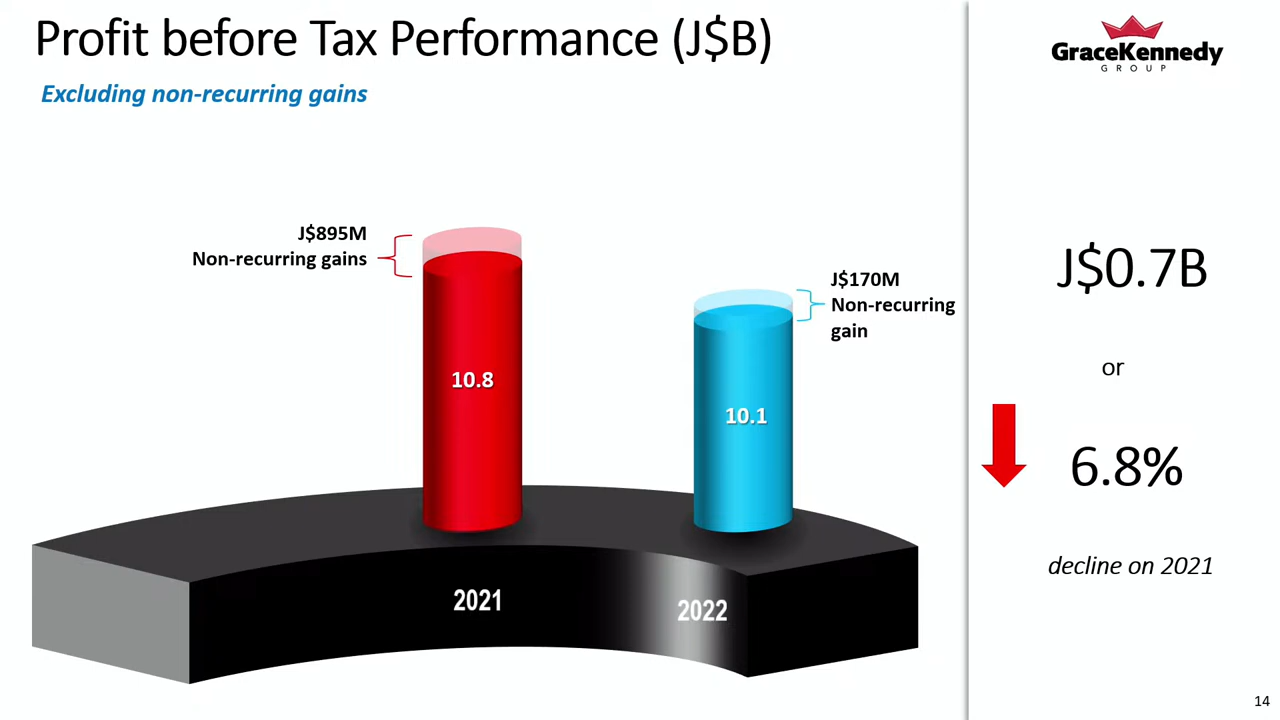 Profit before Tax Performance (J$B)
Excluding non-recurring gains
GraceKennedy
GROUP
J$895M
Non-recurring gains
10.8
J$170M
Non-recurring
gain
10.1
2021
2022
J$0.7B
or
6.8%
decline on 2021
14